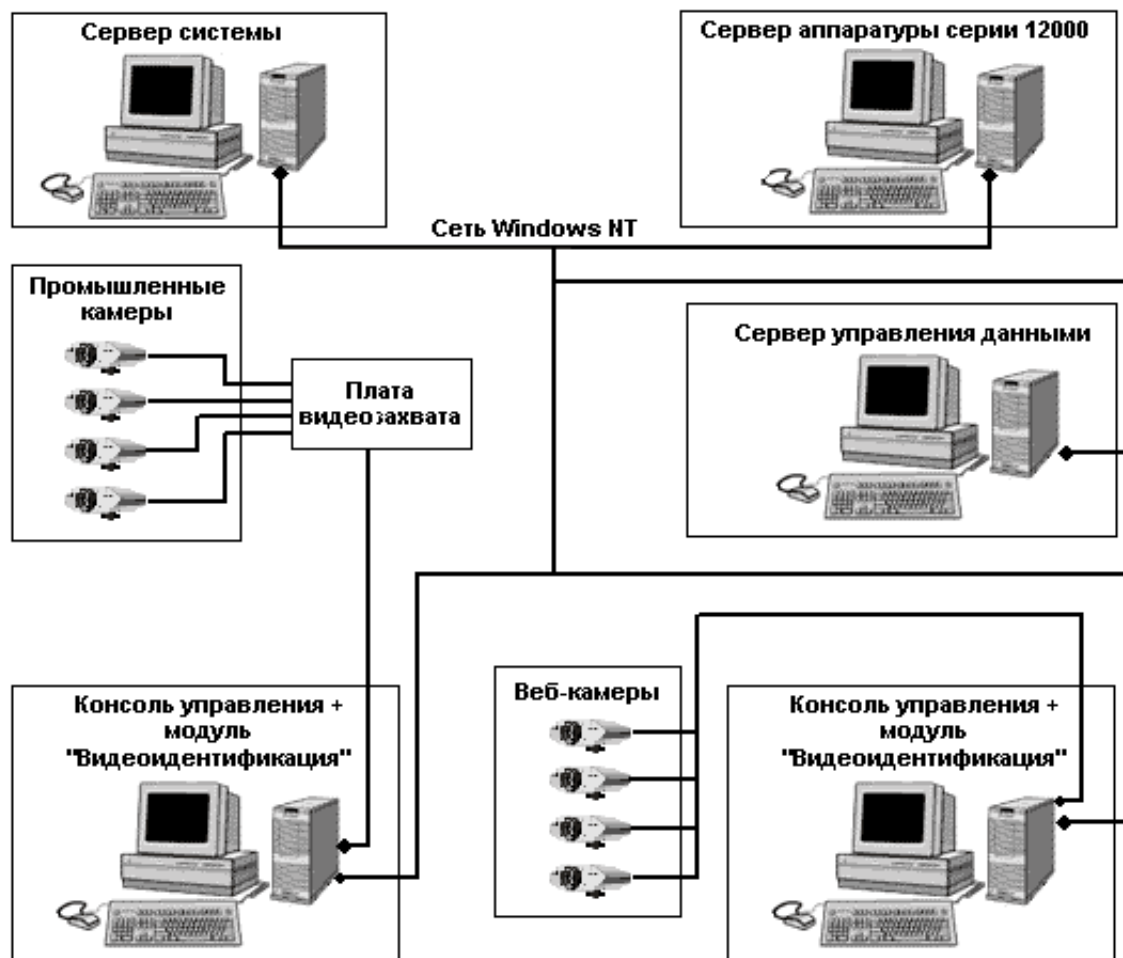 Сервер системы
Сервер аппаратуры серии 12000
Сеть Windows NT
Промышленные
камеры
Плата
видеозахвата
Сервер управления данными
Консоль управления +
модуль
"Видеоидентификация"
Веб-камеры
Консоль управления +
модуль
"Видеоидентификация"